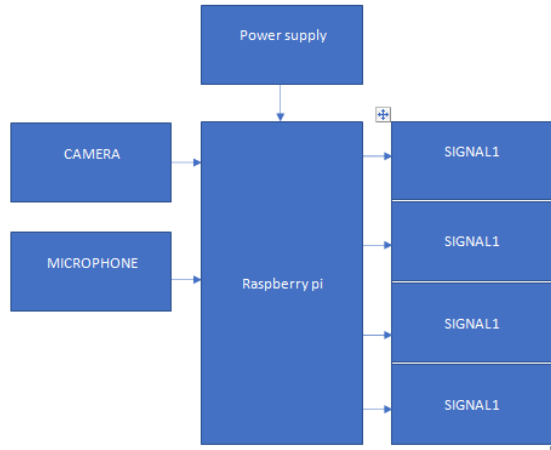 Power supply
CAMERA
MICROPHONE
Raspberry pi
SIGNAL1
SIGNAL1
SIGNAL1
SIGNAL1